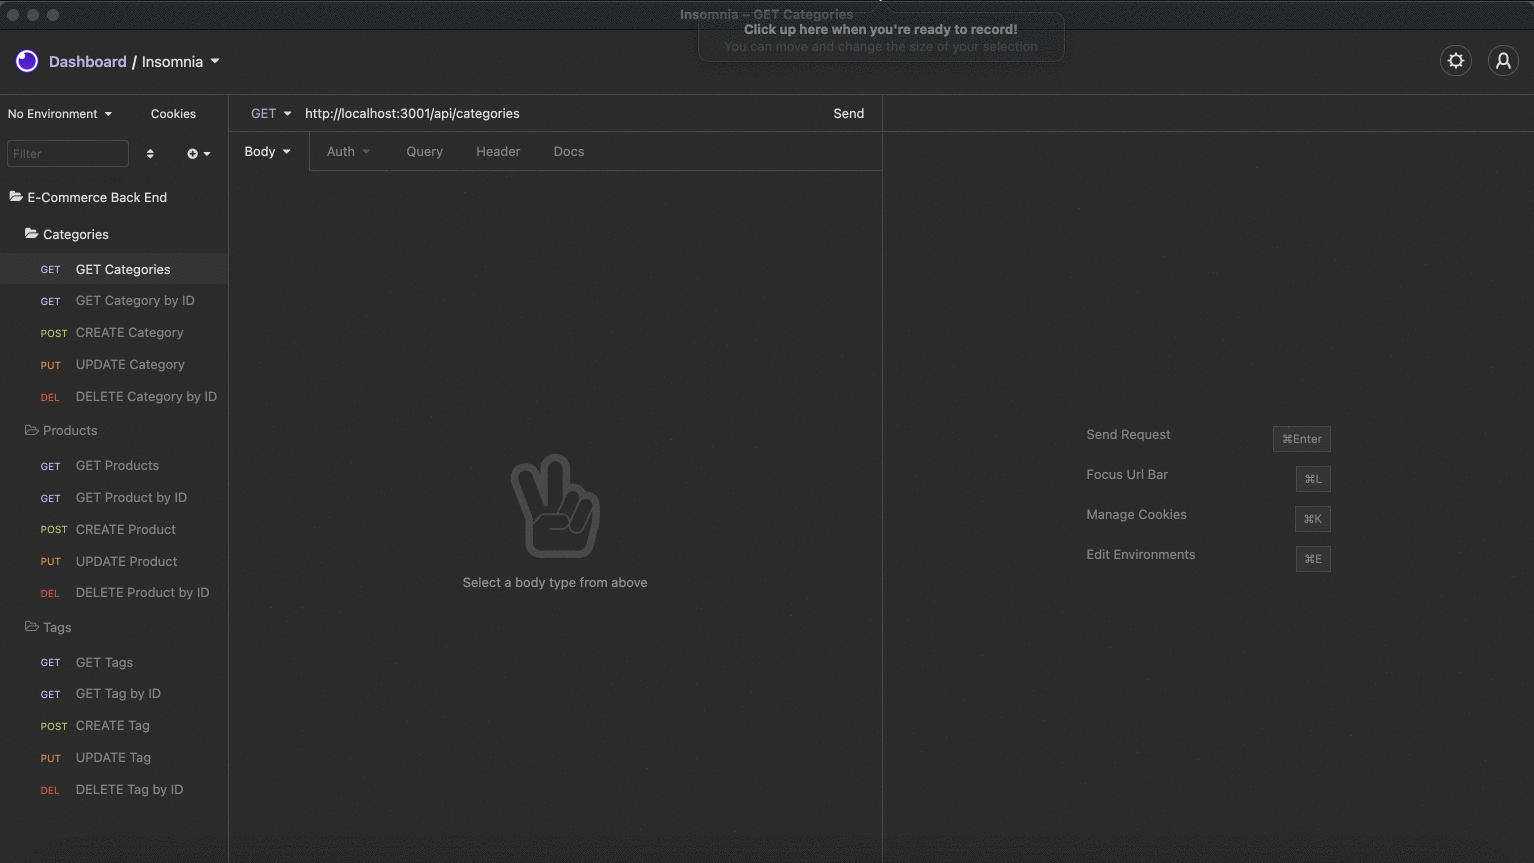 Insomnia – GET Categories
Click up here when you're ready to record!
You can move and change the size of your selection
Dashboard / Insomnia
No Environment
Cookies
GET
http://localhost:3001/api/categories
Send
Filter
Body
Auth
Query
Header
Docs
E-Commerce Back End
Categories
GET GET Categories
GET GET Category by ID
POST CREATE Category
PUT UPDATE Category
DEL DELETE Category by ID
Products
GET GET Products
GET GET Product by ID
POST CREATE Product
PUT UPDATE Product
DEL DELETE Product by ID
Tags
GET GET Tags
GET GET Tag by ID
POST CREATE Tag
PUT UPDATE Tag
DEL DELETE Tag by ID
Select a body type from above
Send Request ⌘Enter
Focus Url Bar ⌘L
Manage Cookies ⌘K
Edit Environments ⌘E